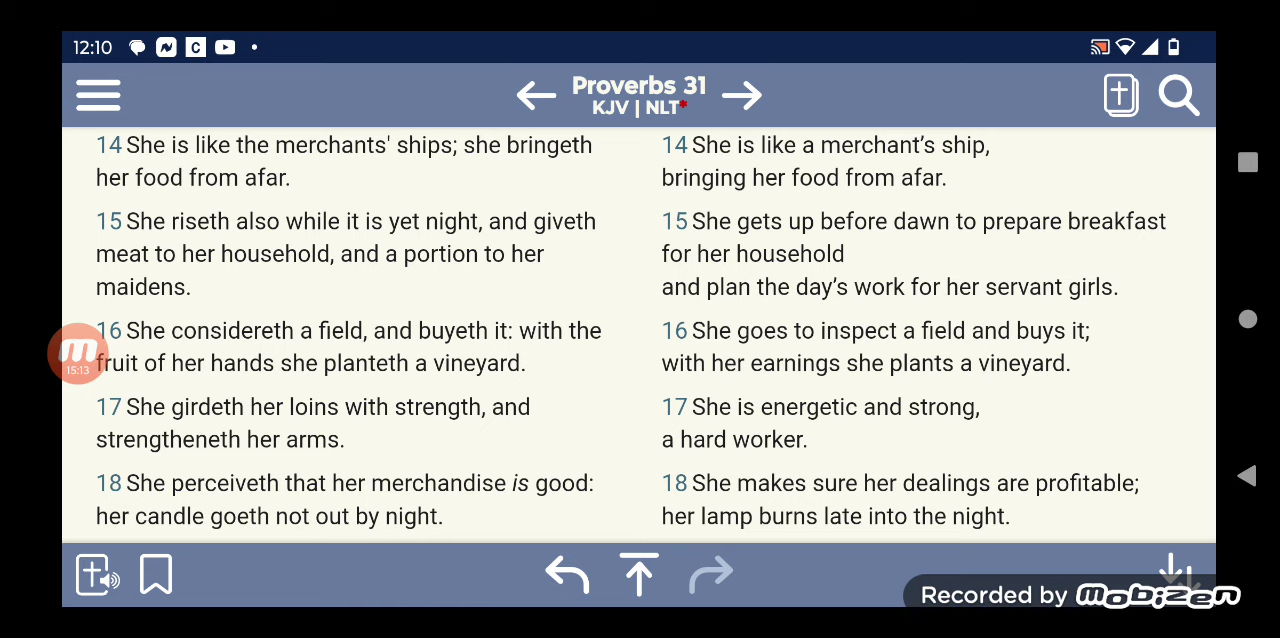 12:10
Proverbs 31
KJV | NLT*
14 She is like the merchants' ships; she bringeth
her food from afar.
15 She riseth also while it is yet night, and giveth
meat to her household, and a portion to her
maidens.
16 She considereth a field, and buyeth it: with the
fruit of her hands she planteth a vineyard.
17 She girdeth her loins with strength, and
strengtheneth her arms.
18 She perceiveth that her merchandise is good:
her candle goeth not out by night.
14 She is like a merchant’s ship,
bringing her food from afar.
15 She gets up before dawn to prepare breakfast
for her household
and plan the day’s work for her servant girls.
16 She goes to inspect a field and buys it;
with her earnings she plants a vineyard.
17 She is energetic and strong,
a hard worker.
18 She makes sure her dealings are profitable;
her lamp burns late into the night.
15:13
Recorded by mobizen